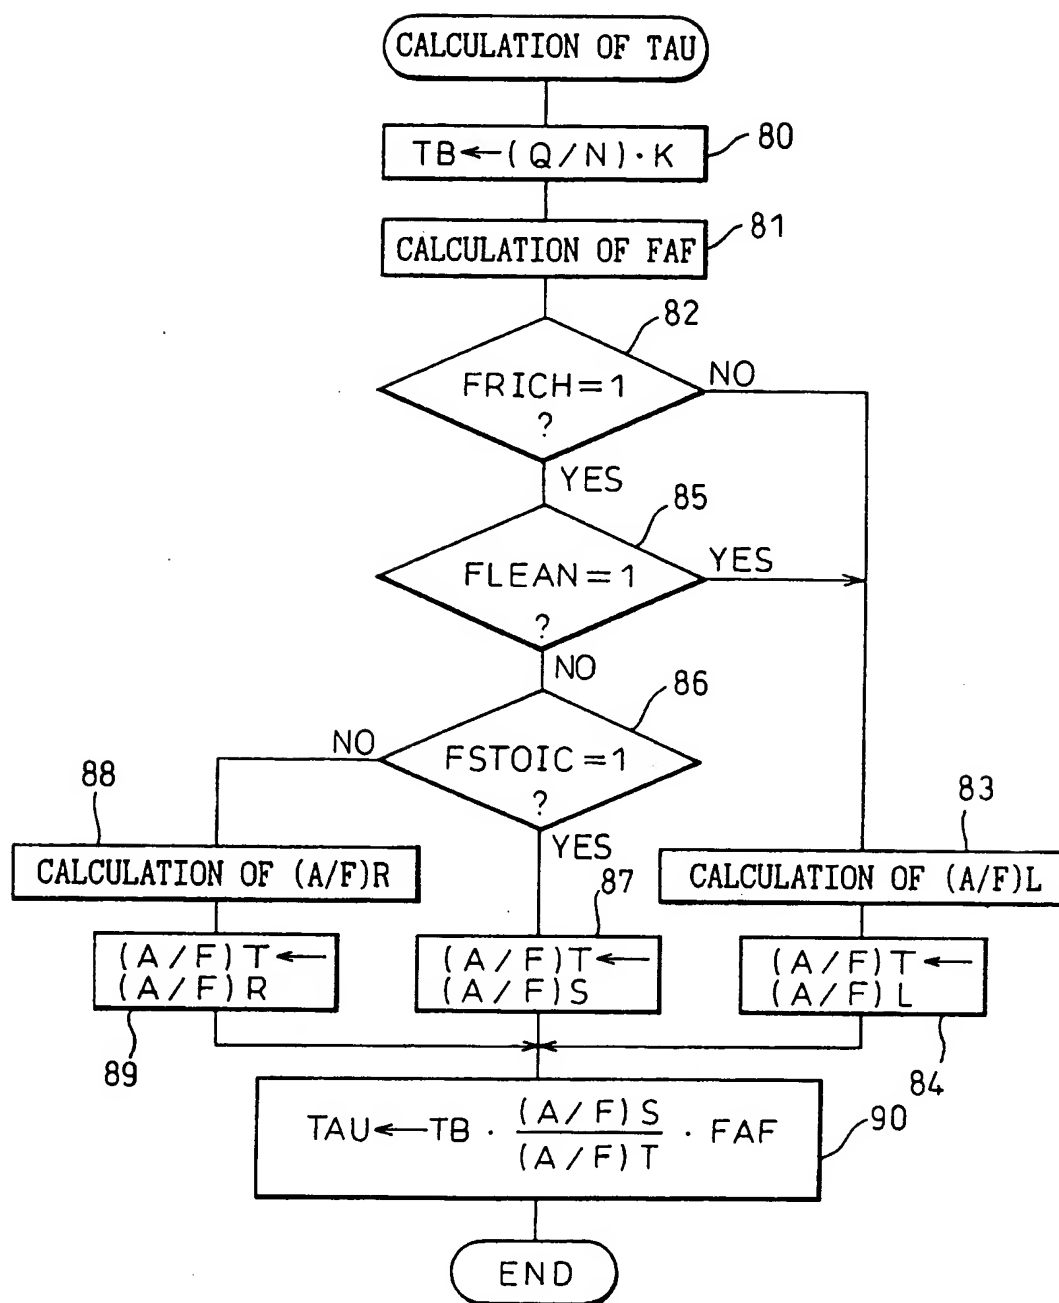 CALCULATION OF TAU
TB←(Q/N)·K
80
CALCULATION OF FAF
81
82
FRICH=1
?
NO
YES
85
FLEAN=1
?
YES
NO
86
FSTOIC=1
?
NO
YES
88
CALCULATION OF (A/F)R
83
CALCULATION OF (A/F)L
87
(A/F)T←
(A/F)R
89
(A/F)T←
(A/F)S
(A/F)T←
(A/F)L
84
TAU←TB · (A/F)S / (A/F)T · FAF
90
END